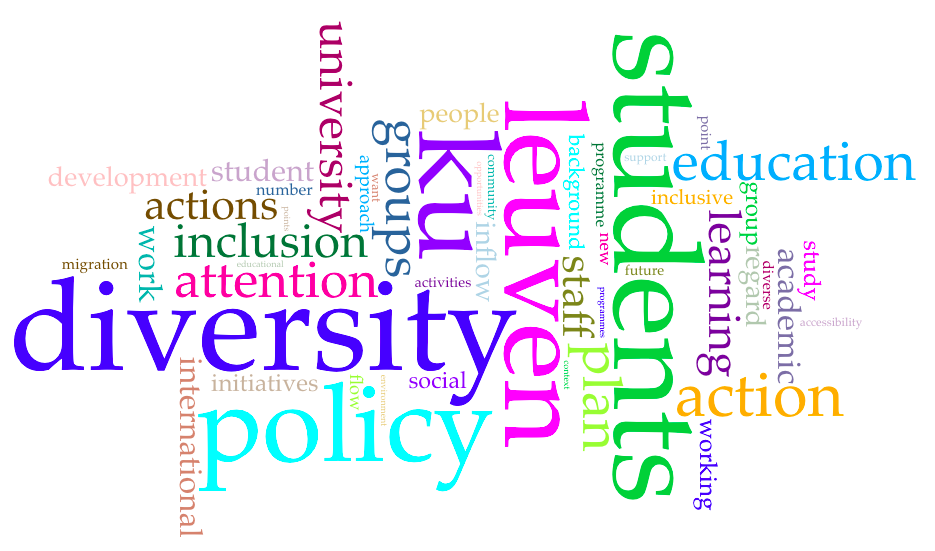 university
students
people
leuven
ku
groups
point
education
development
student
background
programme
support
community
opportunities
approach
want
number
inclusive
group
actions
points
learning
inclusion
work
inflow
new
regard
academic
study
diverse
staff
future
migration
educational
attention
activities
programmes
accessibility
diversity
plan
context
international
initiatives
flow
environment
social
action
policy
working